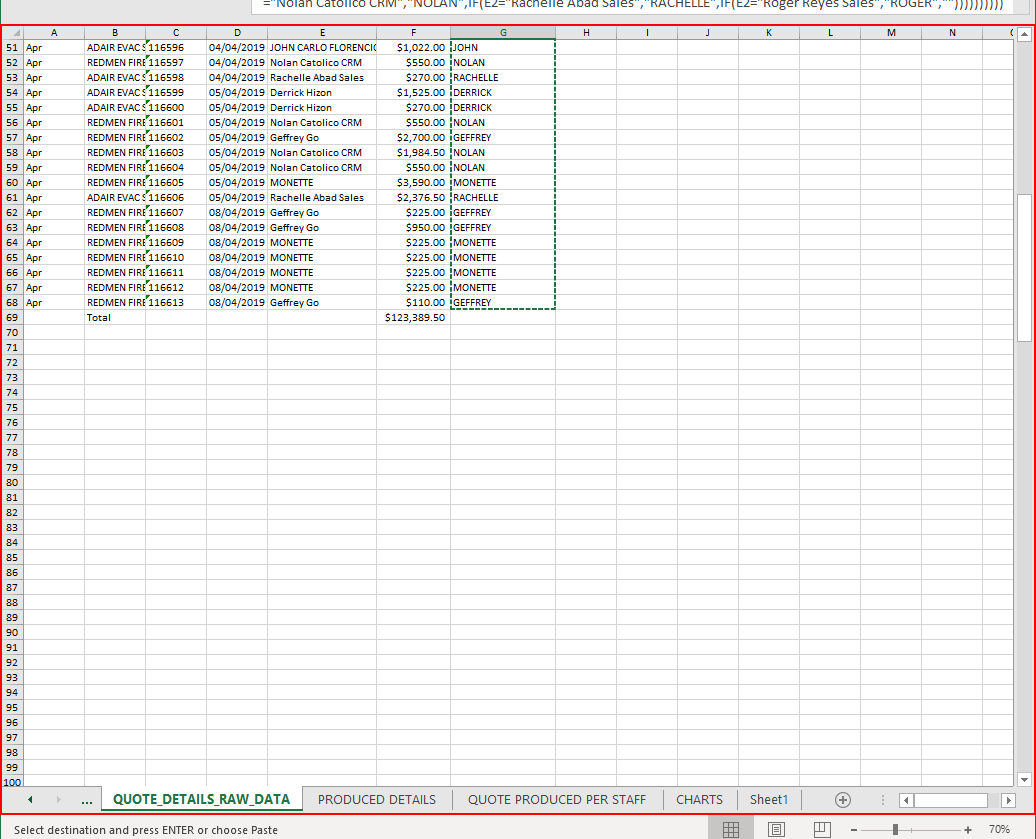 ="Nolan Catolico CRM","NOLAN",IF(E2="Rachelle Abad Sales","RACHELLE",IF(E2="Roger Reyes Sales","ROGER",""))))))))))
A B C D E F G H I J K L M N
51 Apr ADAIR EVAC 116596 04/04/2019 JOHN CARLO FLORENCIO $1,022.00 JOHN
52 Apr REDMEN FIRE 116597 04/04/2019 Nolan Catolico CRM $550.00 NOLAN
53 Apr ADAIR EVAC 116598 04/04/2019 Rachelle Abad Sales $270.00 RACHELLE
54 Apr ADAIR EVAC 116599 05/04/2019 Derrick Hizon $1,525.00 DERRICK
55 Apr ADAIR EVAC 116600 05/04/2019 Derrick Hizon $270.00 DERRICK
56 Apr REDMEN FIRE 116601 05/04/2019 Nolan Catolico CRM $550.00 NOLAN
57 Apr REDMEN FIRE 116602 05/04/2019 Geffrey Go $2,700.00 GEFFREY
58 Apr REDMEN FIRE 116603 05/04/2019 Nolan Catolico CRM $1,984.50 NOLAN
59 Apr REDMEN FIRE 116604 05/04/2019 Nolan Catolico CRM $550.00 NOLAN
60 Apr REDMEN FIRE 116605 05/04/2019 MONETTE $3,590.00 MONETTE
61 Apr ADAIR EVAC 116606 05/04/2019 Rachelle Abad Sales $2,376.50 RACHELLE
62 Apr REDMEN FIRE 116607 08/04/2019 Geffrey Go $225.00 GEFFREY
63 Apr REDMEN FIRE 116608 08/04/2019 Geffrey Go $950.00 GEFFREY
64 Apr REDMEN FIRE 116609 08/04/2019 MONETTE $225.00 MONETTE
65 Apr REDMEN FIRE 116610 08/04/2019 MONETTE $225.00 MONETTE
66 Apr REDMEN FIRE 116611 08/04/2019 MONETTE $225.00 MONETTE
67 Apr REDMEN FIRE 116612 08/04/2019 MONETTE $225.00 MONETTE
68 Apr REDMEN FIRE 116613 08/04/2019 Geffrey Go $110.00 GEFFREY
69 Total $123,389.50
70
71
72
73
74
75
76
77
78
79
80
81
82
83
84
85
86
87
88
89
90
91
92
93
94
95
96
97
98
99
100
... QUOTE_DETAILS_RAW_DATA PRODUCED DETAILS QUOTE PRODUCED PER STAFF CHARTS Sheet1
Select destination and press ENTER or choose Paste 70%